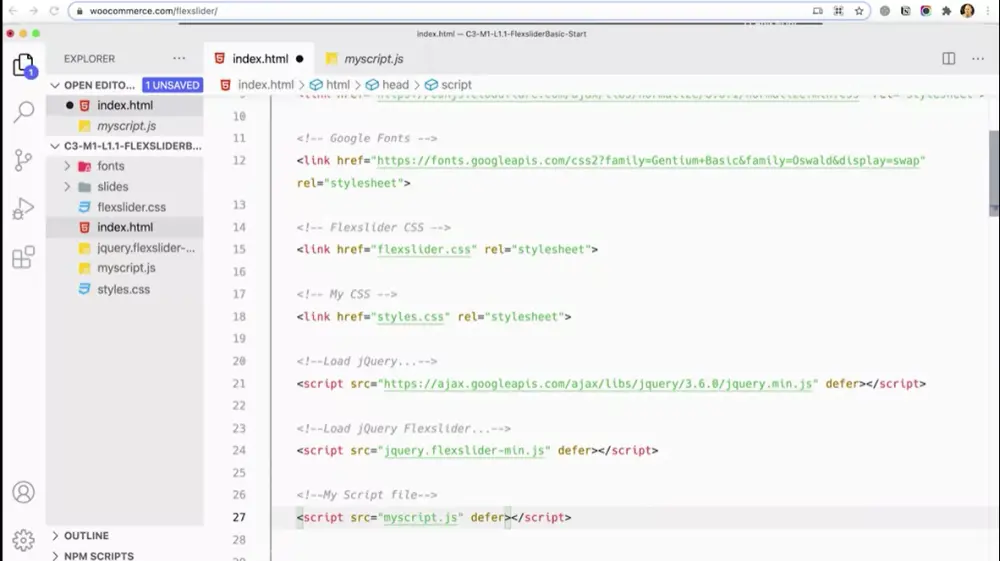 woocommerce.com/flexslider/
index.html — C3-M1-L1.1-FlexsliderBasic-Start
EXPLORER
index.html
myscript.js
OPEN EDITO... 1 UNSAVED
index.html > html > head > script
index.html
myscript.js
C3-M1-L1.1-FLEXSLIDERB...
fonts
slides
flexslider.css
index.html
jquery.flexslider-...
myscript.js
styles.css
OUTLINE
NPM SCRIPTS
1
10
11 <!-- Google Fonts -->
12 <link href="https://fonts.googleapis.com/css2?family=Gentium+Basic&family=Oswald&display=swap"
rel="stylesheet">
13
14 <!-- Flexslider CSS -->
15 <link href="flexslider.css" rel="stylesheet">
16
17 <!-- My CSS -->
18 <link href="styles.css" rel="stylesheet">
19
20 <!--Load jQuery...-->
21 <script src="https://ajax.googleapis.com/ajax/libs/jquery/3.6.0/jquery.min.js" defer></script>
22
23 <!--Load jQuery Flexslider...-->
24 <script src="jquery.flexslider-min.js" defer></script>
25
26 <!--My Script file-->
27 <script src="myscript.js" defer></script>
28